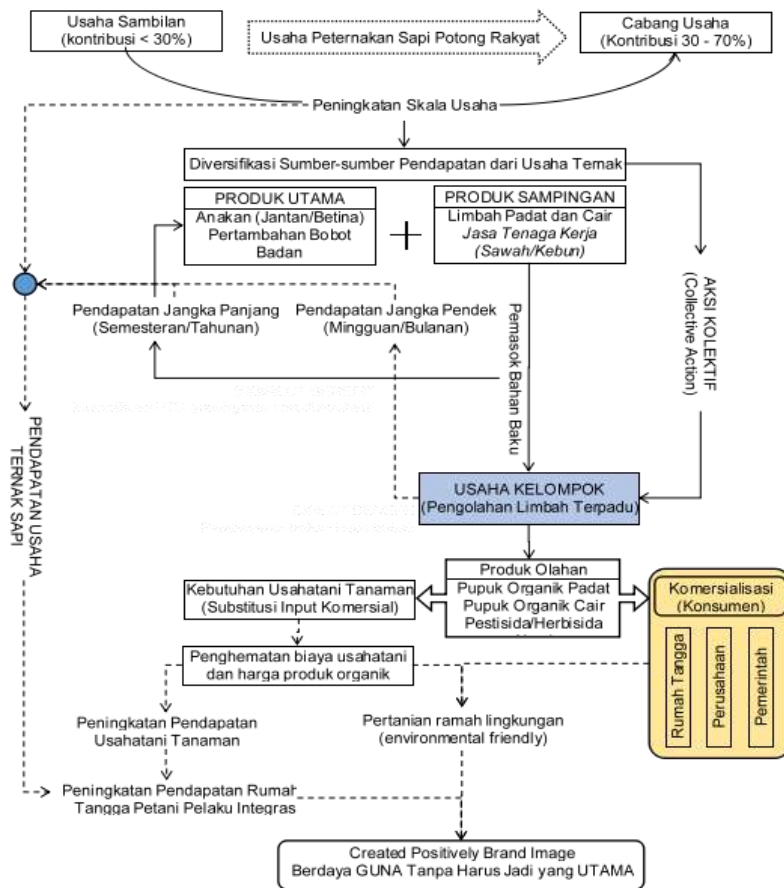 Usaha Sambilan
(kontribusi < 30%)
Usaha Peternakan Sapi Potong Rakyat
Cabang Usaha
(Kontribusi 30 - 70%)
Peningkatan Skala Usaha
Diversifikasi Sumber-sumber Pendapatan dari Usaha Ternak
PRODUK UTAMA
Anakan (Jantan/Betina)
Pertambahan Bobot
Badan
PRODUK SAMPINGAN
Limbah Padat dan Cair
Jasa Tenaga Kerja
(Sawah/Kebun)
AKSI KOLEKTIF
(Collective Action)
Pendapatan Jangka Panjang
(Semesteran/Tahunan)
Pendapatan Jangka Pendek
(Mingguan/Bulanan)
Pemasok Bahan
Baku
PENDAPATAN USAHA
TERNAK SAPI
USAHA KELOMPOK
(Pengolahan Limbah Terpadu)
Produk Olahan
Pupuk Organik Padat
Pupuk Organik Cair
Pestisida/Herbisida
Kebutuhan Usahatani Tanaman
(Substitusi Input Komersial)
Komersialisasi
(Konsumen)
Rumah Tangga
Perusahaan
Pemerintah
Penghematan biaya usahatani
dan harga produk organik
Peningkatan Pendapatan
Usahatani Tanaman
Pertanian ramah lingkungan
(environmental friendly)
Peningkatan Pendapatan Rumah
Tangga Petani Pelaku Integras
Created Positively Brand Image
Berdaya GUNA Tanpa Harus Jadi yang UTAMA